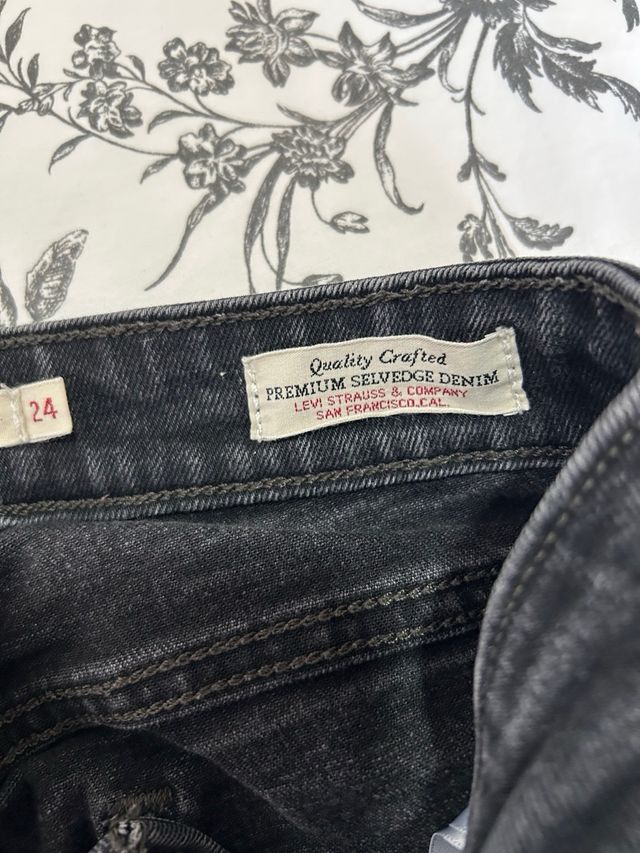 24
Quality Crafted
PREMIUM SELVEDGE DENIM
LEVI STRAUSS & COMPANY
SAN FRANCISCO,CAL.